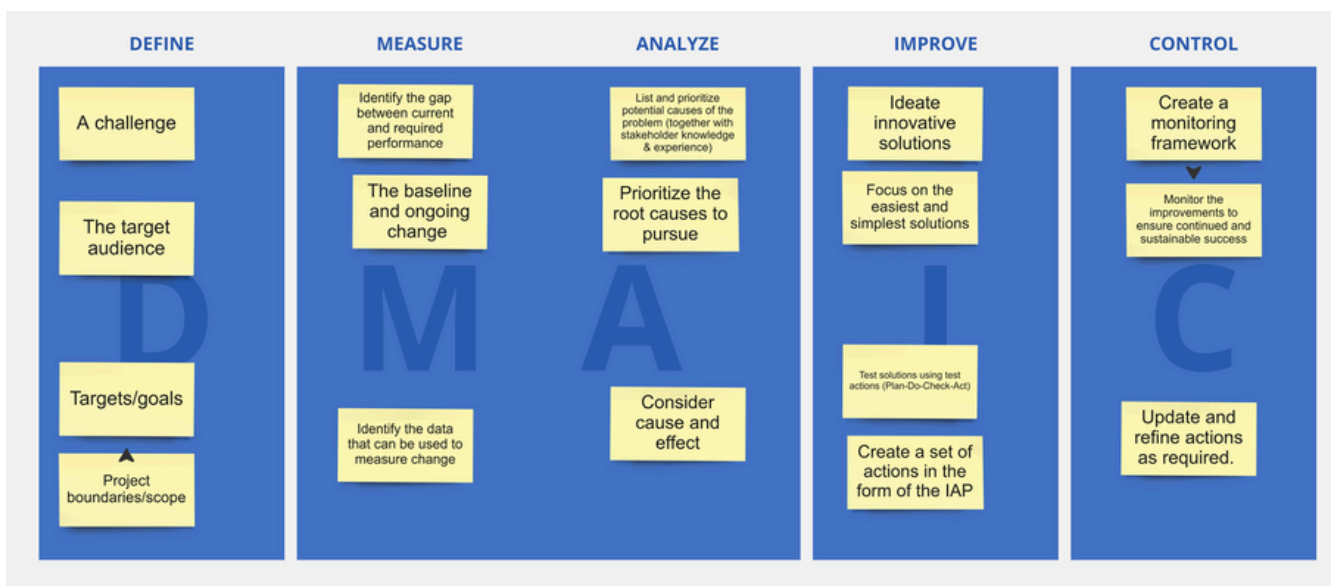 DEFINE
MEASURE
ANALYZE
IMPROVE
CONTROL
A challenge
The target
audience
D
Targets/goals
Project
boundaries/scope
Identify the gap
between current
and required
performance
The baseline
and ongoing
change
M
Identify the data
that can be used to
measure change
List and prioritize
potential causes of the
problem (together with
stakeholder knowledge
& experience)
Prioritize the
root causes to
pursue
A
Consider
cause and
effect
Ideate
innovative
solutions
Focus on the
easiest and
simplest solutions
I
Test solutions using test
actions (Plan-Do-Check-Act)
Create a set of
actions in the
form of the IAP
Create a
monitoring
framework
Monitor the
improvements to
ensure continued and
sustainable success
C
Update and
refine actions
as required.